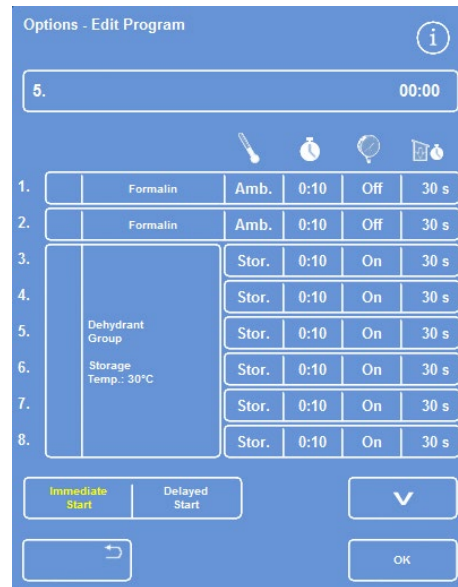 Options - Edit Program
i
5. 00:00
1. Formalin Amb. 0:10 Off 30 s
2. Formalin Amb. 0:10 Off 30 s
3. Stor. 0:10 On 30 s
4. Stor. 0:10 On 30 s
Dehydrant
5. Group Stor. 0:10 On 30 s
6. Storage Stor. 0:10 On 30 s
Temp.: 30°C
7. Stor. 0:10 On 30 s
8. Stor. 0:10 On 30 s
Immediate Delayed
Start Start
OK